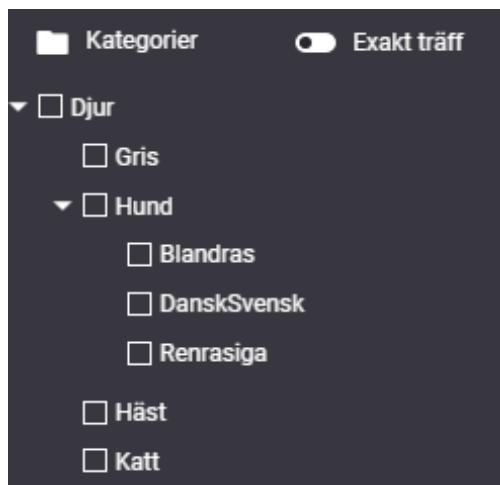 Kategorier Exakt träff
Djur
Gris
Hund
Blandras
DanskSvensk
Renrasiga
Häst
Katt